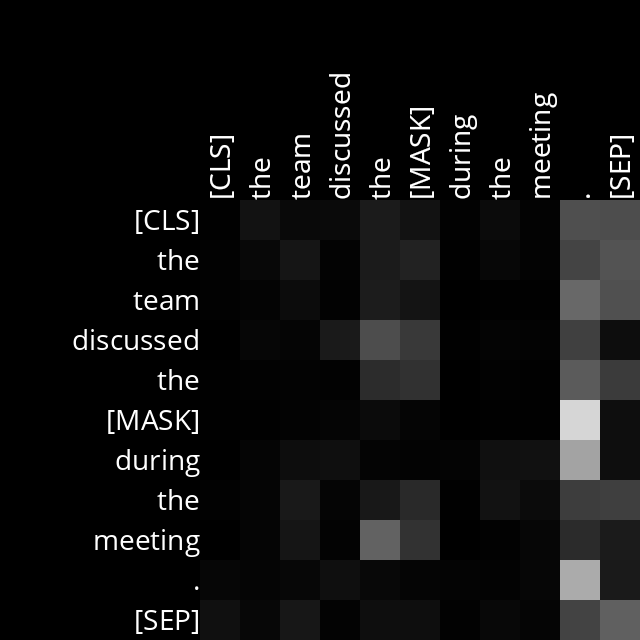 [CLS] the team discussed the [MASK] during the meeting . [SEP]
[CLS]
the
team
discussed
the
[MASK]
during
the
meeting
.
[SEP]